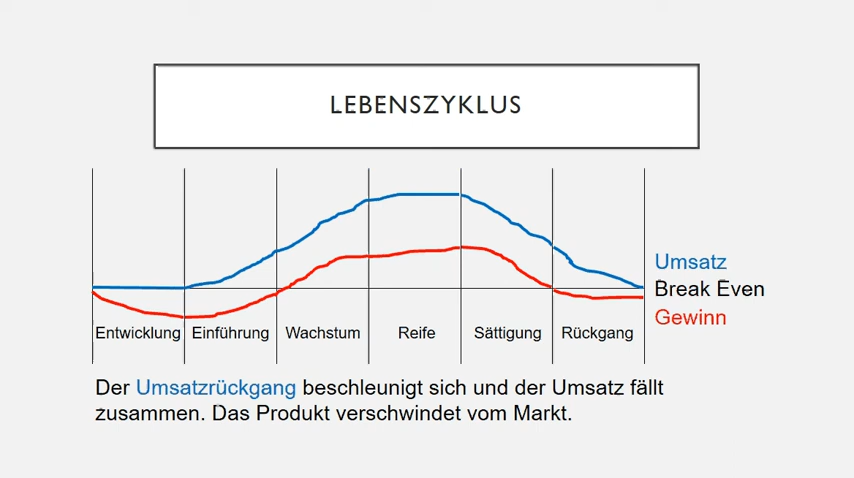 LEBENSZYKLUS
Umsatz
Break Even
Gewinn
Entwicklung Einführung Wachstum Reife Sättigung Rückgang
Der Umsatzrückgang beschleunigt sich und der Umsatz fällt
zusammen. Das Produkt verschwindet vom Markt.